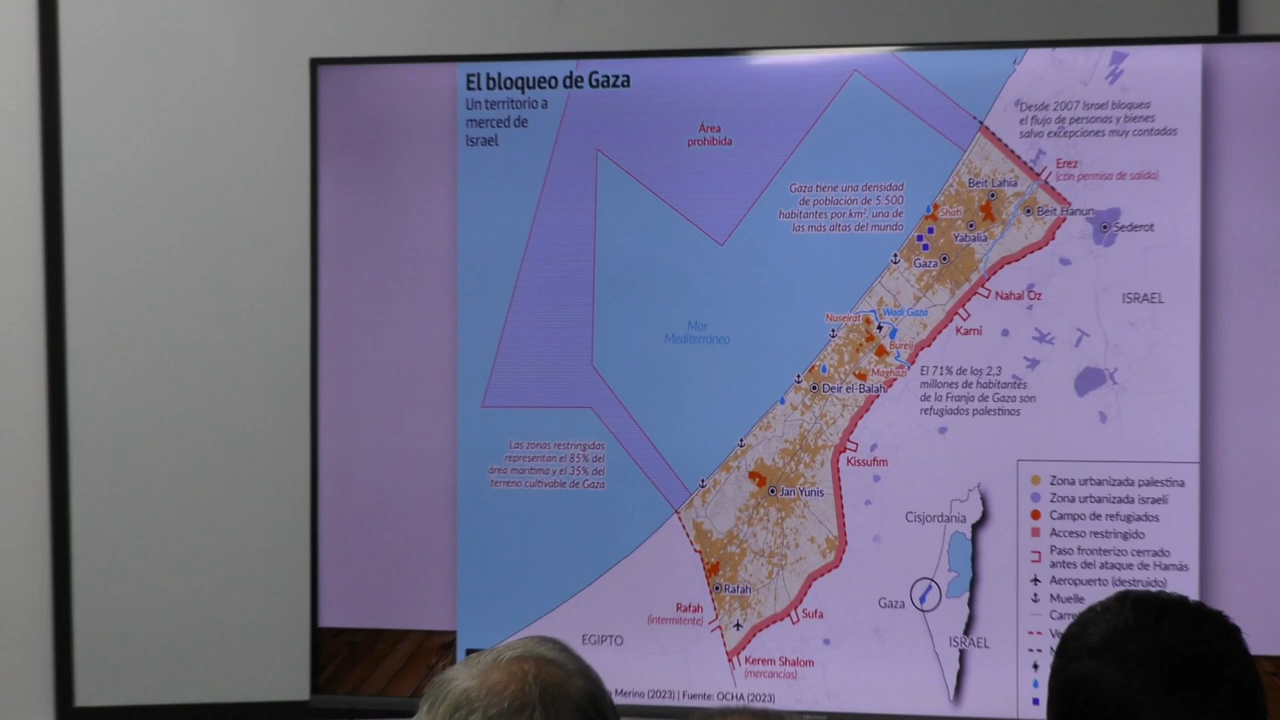 El bloqueo de Gaza
Un territorio a
merced de
Israel
Área
prohibida
Desde 2007 Israel bloquea
el flujo de personas y bienes
salvo excepciones muy contadas
Erez
(con permiso de salida)
Gaza tiene una densidad
de población de 5.500
habitantes por km², una de
las más altas del mundo
Beit Lahia
Shati
Beit Hanun
Sederot
Yabalia
Gaza
Nahal Oz
ISRAEL
Wadi Gaza
Nuseirat
Karni
Mar
Mediterráneo
Bureij
Maghazi
Deir el-Balah
El 71% de los 2,3
millones de habitantes
de la Franja de Gaza son
refugiados palestinos
Las zonas restringidas
representan el 85% del
área marítima y el 35% del
terreno cultivable de Gaza
Kissufim
Jan Yunis
Zona urbanizada palestina
Zona urbanizada israelí
Campo de refugiados
Acceso restringido
Paso fronterizo cerrado
antes del ataque de Hamás
Aeropuerto (destruido)
Muelle
Cisjordania
Gaza
ISRAEL
Rafah
Rafah
(intermitente)
Sufa
EGIPTO
Kerem Shalom
(mercancías)
Merino (2023) | Fuente: OCHA (2023)